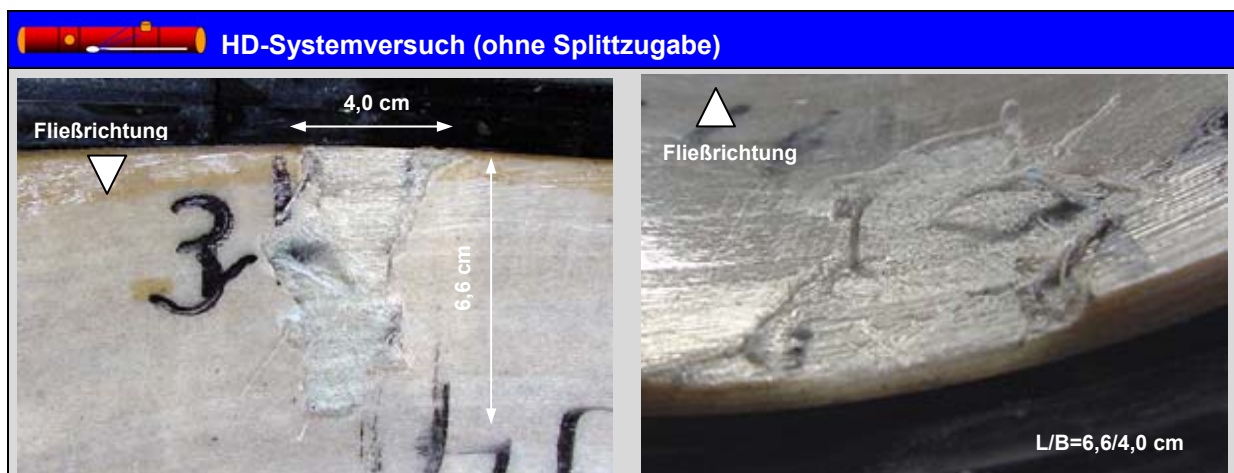 HD-Systemversuch (ohne Splittzugabe)
4,0 cm
Fließrichtung
3
6,6 cm
Fließrichtung
L/B=6,6/4,0 cm